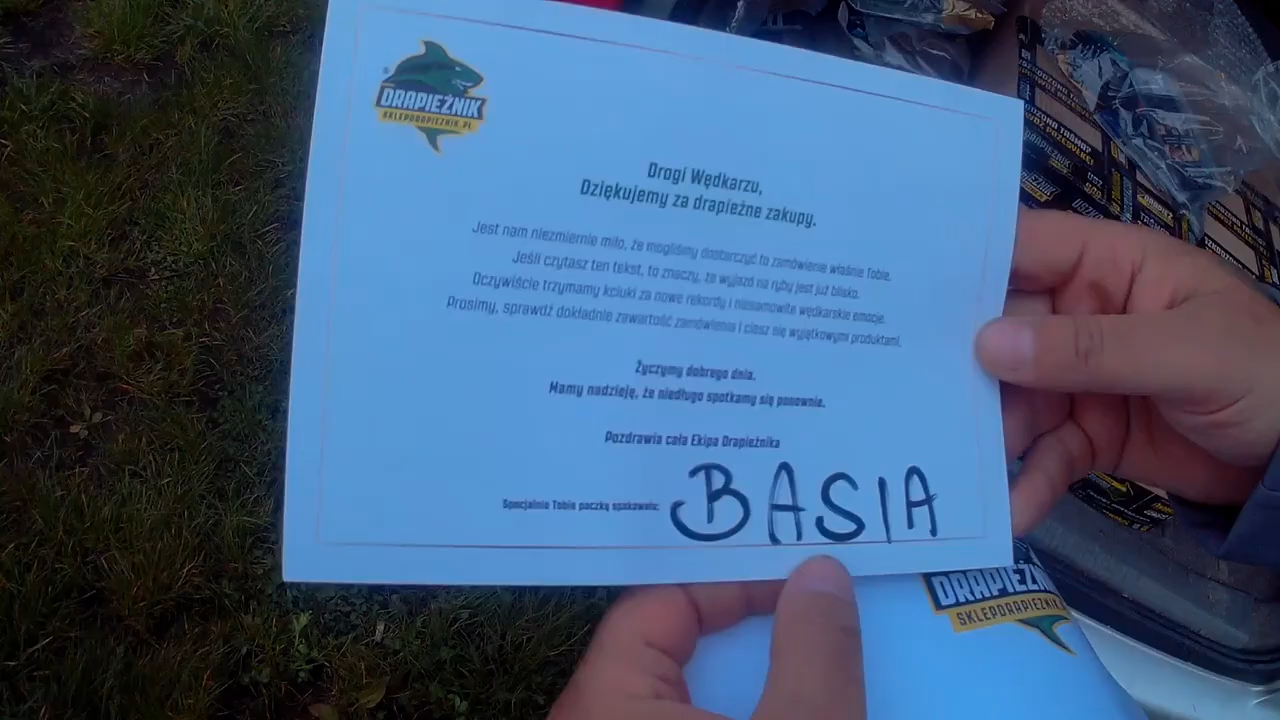 DRAPIEŻNIK
SKLEPDRAPIEZNIK.PL
Drogi Wędkarzu,
Dziękujemy za drapieżne zakupy.
Jest nam niezmiernie miło, że mogliśmy dostarczyć to zamówienie właśnie Tobie.
Jeśli czytasz ten tekst, to znaczy, że wyjazd na ryby jest już blisko.
Oczywiście trzymamy kciuki za nowe rekordy i niesamowite wędkarskie emocje.
Prosimy, sprawdź dokładnie zawartość zamówienia i ciesz się wyjątkowymi produktami.
Życzymy dobrego dnia.
Mamy nadzieję, że niedługo spotkamy się ponownie.
Pozdrawia cała Ekipa Drapieżnika
Specjalnie Tobie paczkę spakowała:
BASIA
DRAPIEŻN
SKLEPDRAPIEZNIK